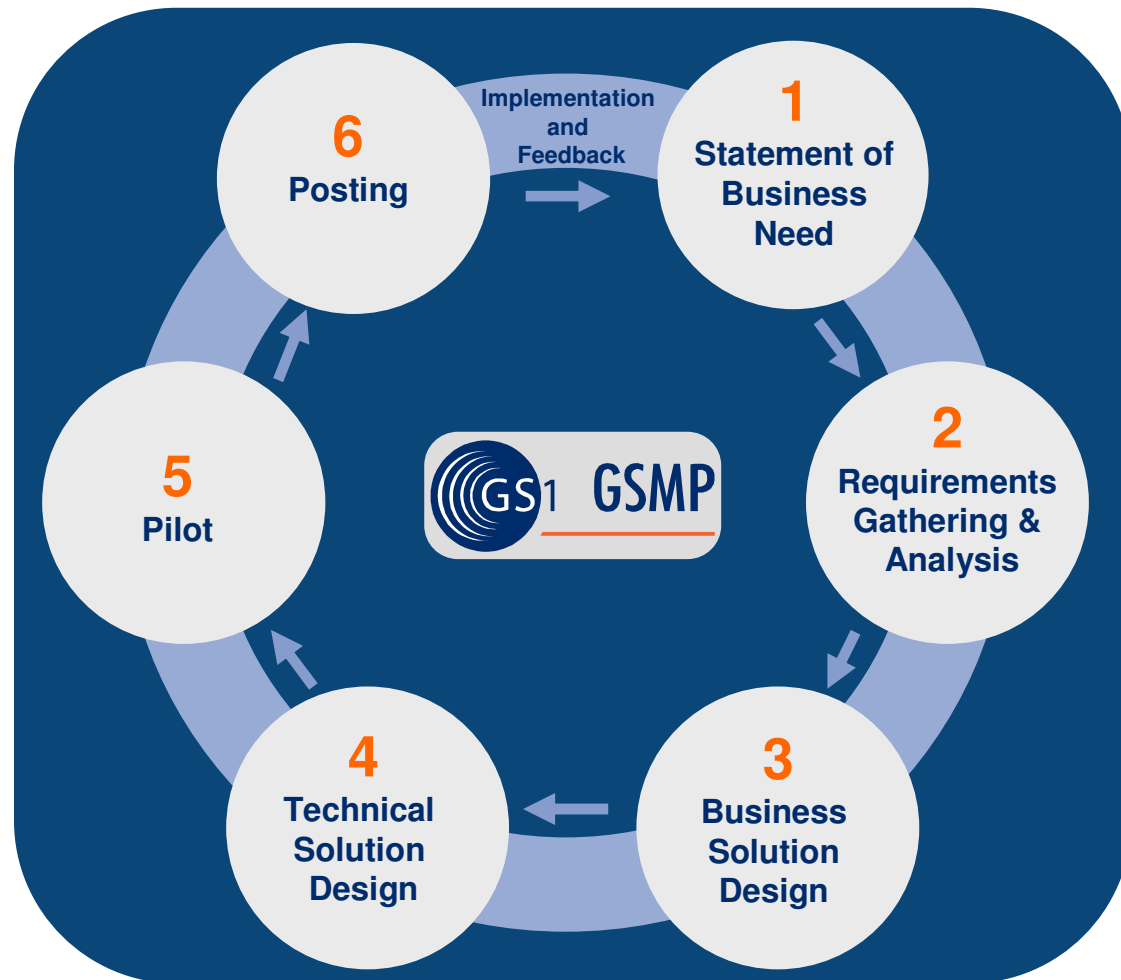 Implementation
and
Feedback
1
Statement of
Business
Need
2
Requirements
Gathering &
Analysis
3
Business
Solution
Design
4
Technical
Solution
Design
5
Pilot
6
Posting
GS1 GSMP